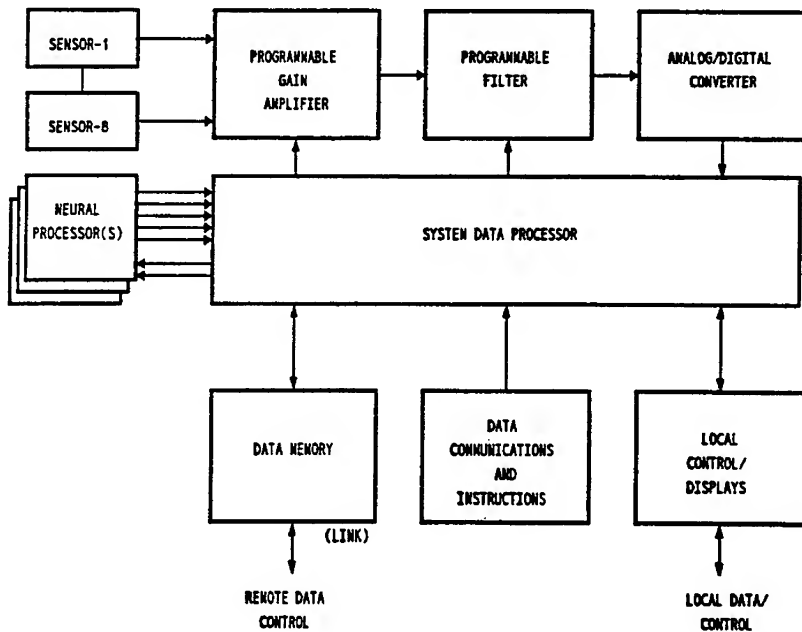 SENSOR-1
PROGRAMMABLE
GAIN
AMPLIFIER
PROGRAMMABLE
FILTER
ANALOG/DIGITAL
CONVERTER
SENSOR-8
NEURAL
PROCESSOR(S)
SYSTEM DATA PROCESSOR
DATA MEMORY
(LINK)
DATA
COMMUNICATIONS
AND
INSTRUCTIONS
LOCAL
CONTROL/
DISPLAYS
REMOTE DATA
CONTROL
LOCAL DATA/
CONTROL